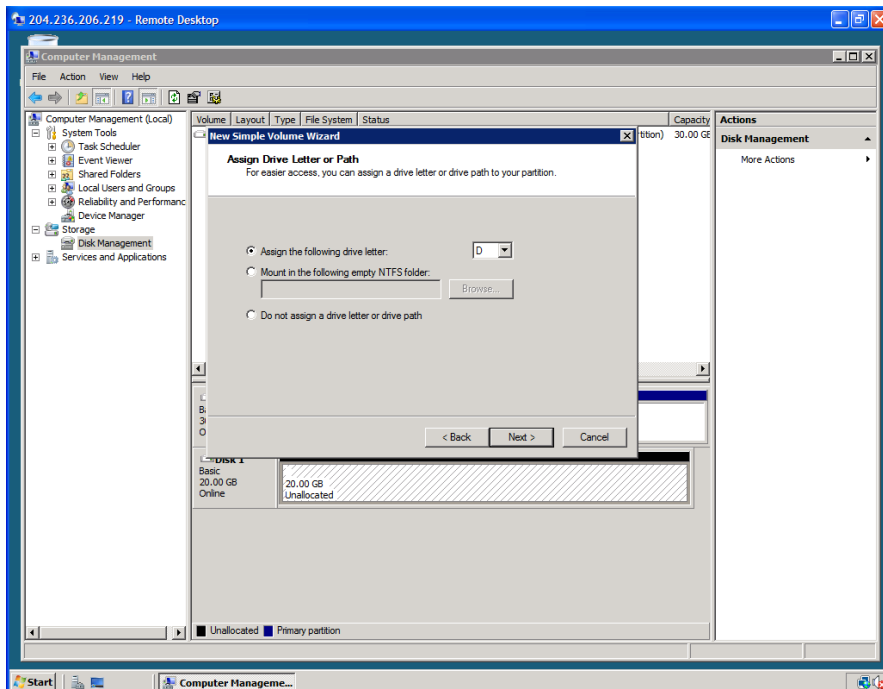 204.236.206.219 - Remote Desktop
Computer Management
File Action View Help
Computer Management (Local)
System Tools
Task Scheduler
Event Viewer
Shared Folders
Local Users and Groups
Reliability and Performanc
Device Manager
Storage
Disk Management
Services and Applications
Volume Layout Type File System Status Capacity
tition) 30.00 GB
New Simple Volume Wizard
Assign Drive Letter or Path
For easier access, you can assign a drive letter or drive path to your partition.
Assign the following drive letter: D
Mount in the following empty NTFS folder:
Browse...
Do not assign a drive letter or drive path
< Back Next > Cancel
Disk 1
Basic
20.00 GB
Online
20.00 GB
Unallocated
Unallocated Primary partition
Actions
Disk Management
More Actions
Start
Computer Manageme...